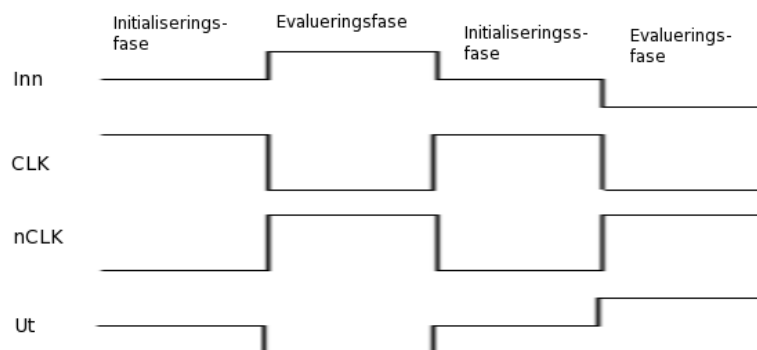 Initialiserings-
fase
Evalueringsfase
Initialiseringss-
fase
Evaluerings-
fase
Inn
CLK
nCLK
Ut